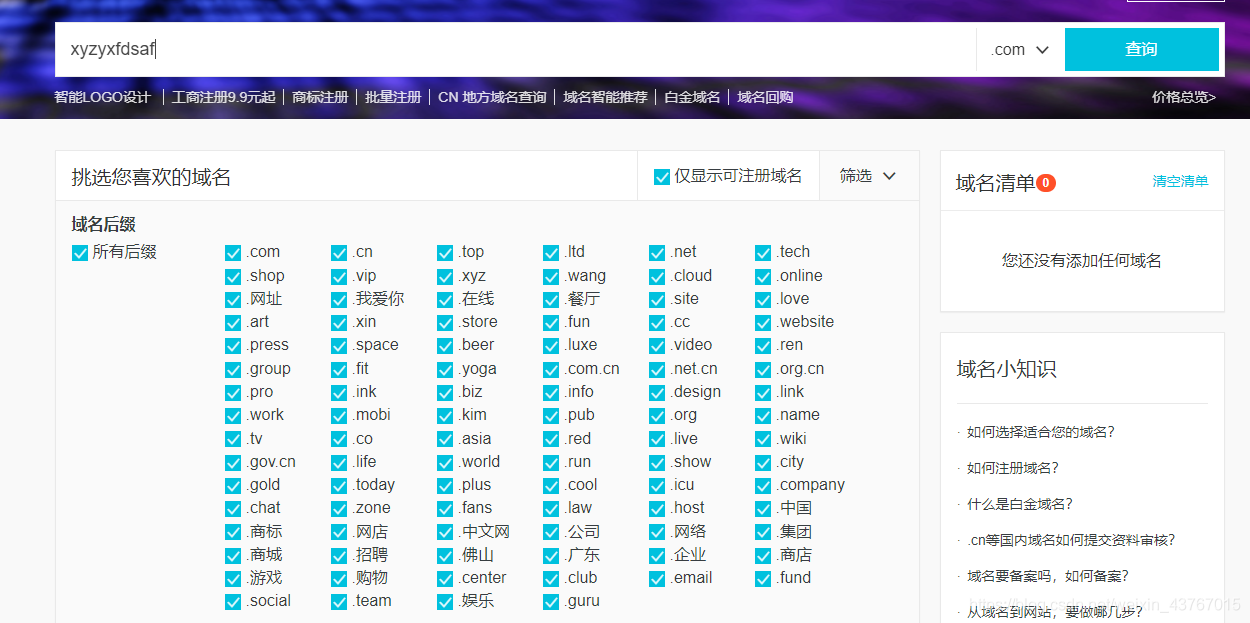 xyzyxfdsaf .com 查询
智能LOGO设计 | 工商注册9.9元起 | 商标注册 | 批量注册 | CN 地方域名查询 | 域名智能推荐 | 白金域名 | 域名回购 价格总览>
挑选您喜欢的域名 仅显示可注册域名 筛选
域名后缀
所有后缀 .com .cn .top .ltd .net .tech
.shop .vip .xyz .wang .cloud .online
.网址 .我爱你 .在线 .餐厅 .site .love
.art .xin .store .fun .cc .website
.press .space .beer .luxe .video .ren
.group .fit .yoga .com.cn .net.cn .org.cn
.pro .ink .biz .info .design .link
.work .mobi .kim .pub .org .name
.tv .co .asia .red .live .wiki
.gov.cn .life .world .run .show .city
.gold .today .plus .cool .icu .company
.chat .zone .fans .law .host .中国
.商标 .网店 .中文网 .公司 .网络 .集团
.商城 .招聘 .佛山 .广东 .企业 .商店
.游戏 .购物 .center .club .email .fund
.social .team .娱乐 .guru
域名清单 0 清空清单
您还没有添加任何域名
域名小知识
· 如何选择适合您的域名?
· 如何注册域名?
· 什么是白金域名?
· .cn等国内域名如何提交资料审核?
· 域名要备案吗，如何备案?
· 从域名到网站，要做哪几步?
https://blog.csdn.net/weixin_43767015